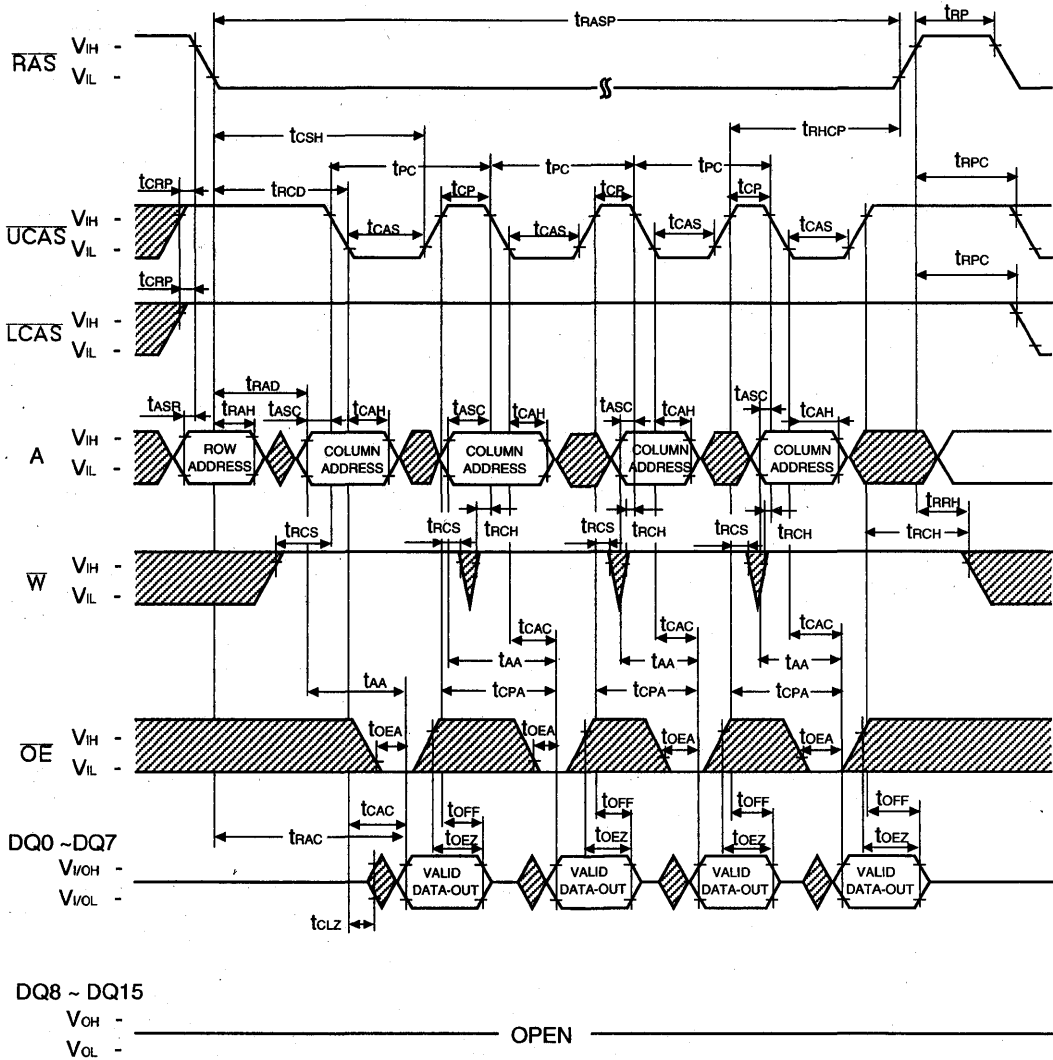 tRASP
tRP
RAS
VIH -
VIL -
tCSH
tRHCP
tPC
tPC
tPC
tRPC
tCRP
tRCD
tCP
tCP
tCP
UCAS
VIH -
VIL -
tCAS
tCAS
tCAS
tCAS
tCRP
tRPC
LCAS
VIH -
VIL -
tRAD
tASR
tRAH
tASC
tCAH
tASC
tCAH
tASC
tCAH
tASC
tCAH
A
VIH -
VIL -
ROW ADDRESS
COLUMN ADDRESS
COLUMN ADDRESS
COLUMN ADDRESS
COLUMN ADDRESS
tRRH
tRCS
tRCS
tRCH
tRCS
tRCH
tRCS
tRCH
tRCH
W
VIH -
VIL -
tCAC
tCAC
tCAC
tAA
tAA
tAA
tAA
tCPA
tCPA
tCPA
OE
VIH -
VIL -
tOEA
tOEA
tOEA
tOEA
tCAC
tOFF
tOFF
tOFF
tOFF
tRAC
tOEZ
tOEZ
tOEZ
tOEZ
DQ0 ~DQ7
VI/OH -
VI/OL -
VALID DATA-OUT
VALID DATA-OUT
VALID DATA-OUT
VALID DATA-OUT
tCLZ
DQ8 ~ DQ15
VOH -
OPEN
VOL -